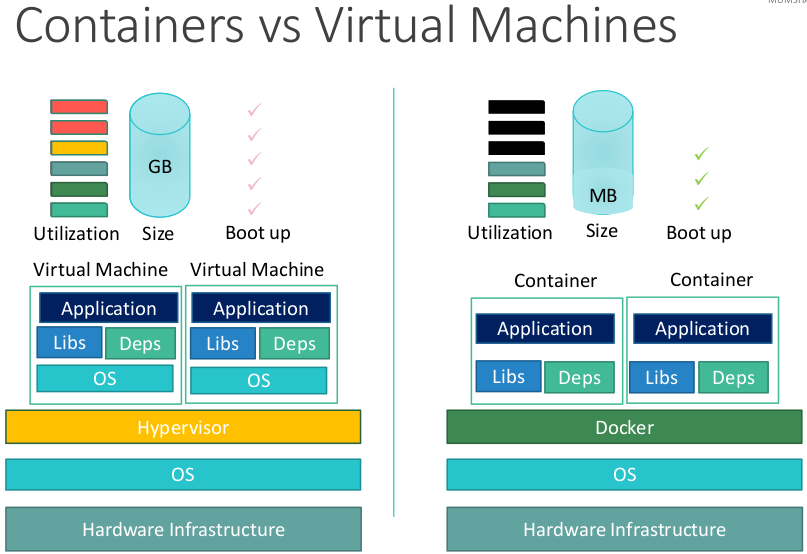 Containers vs Virtual Machines
GB
Utilization
Size
Boot up
Virtual Machine
Virtual Machine
Application
Libs
Deps
OS
Application
Libs
Deps
OS
Hypervisor
OS
Hardware Infrastructure
MB
Utilization
Size
Boot up
Container
Container
Application
Libs
Deps
Application
Libs
Deps
Docker
OS
Hardware Infrastructure